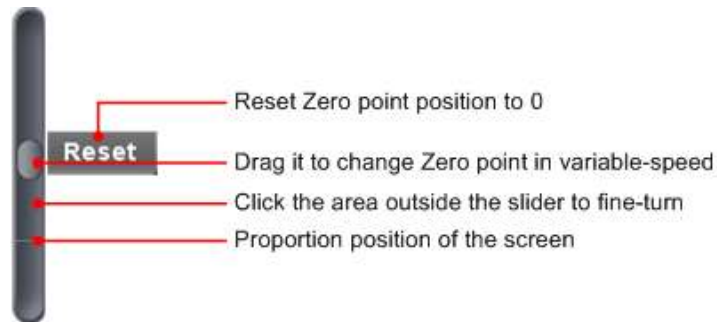 Reset Zero point position to 0
Reset
Drag it to change Zero point in variable-speed
Click the area outside the slider to fine-turn
Proportion position of the screen